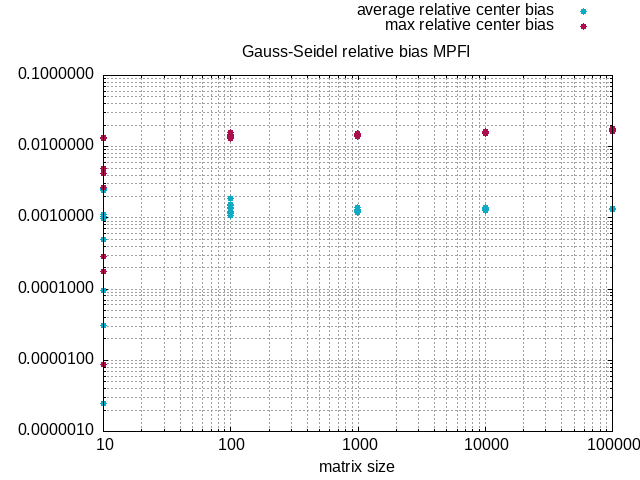 average relative center bias
max relative center bias
Gauss-Seidel relative bias MPFI
0.1000000
0.0100000
0.0010000
0.0001000
0.0000100
0.0000010
10 100 1000 10000 100000
matrix size